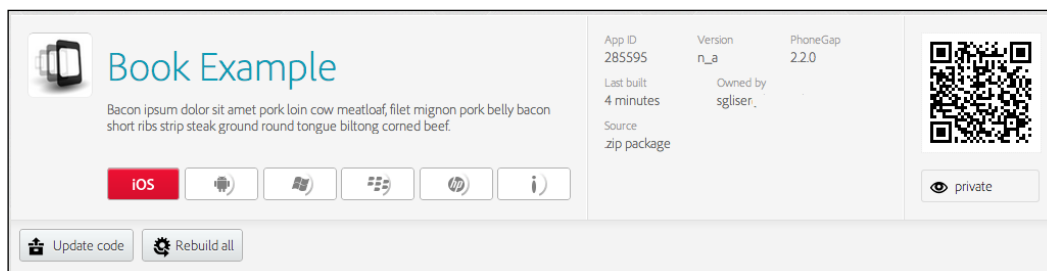 Book Example
Bacon ipsum dolor sit amet pork loin cow meatloaf, filet mignon pork belly bacon
short ribs strip steak ground round tongue biltong corned beef.
iOS
hp
App ID Version PhoneGap
285595 n_a 2.2.0
Last built Owned by
4 minutes sgliser
Source
.zip package
private
Update code Rebuild all